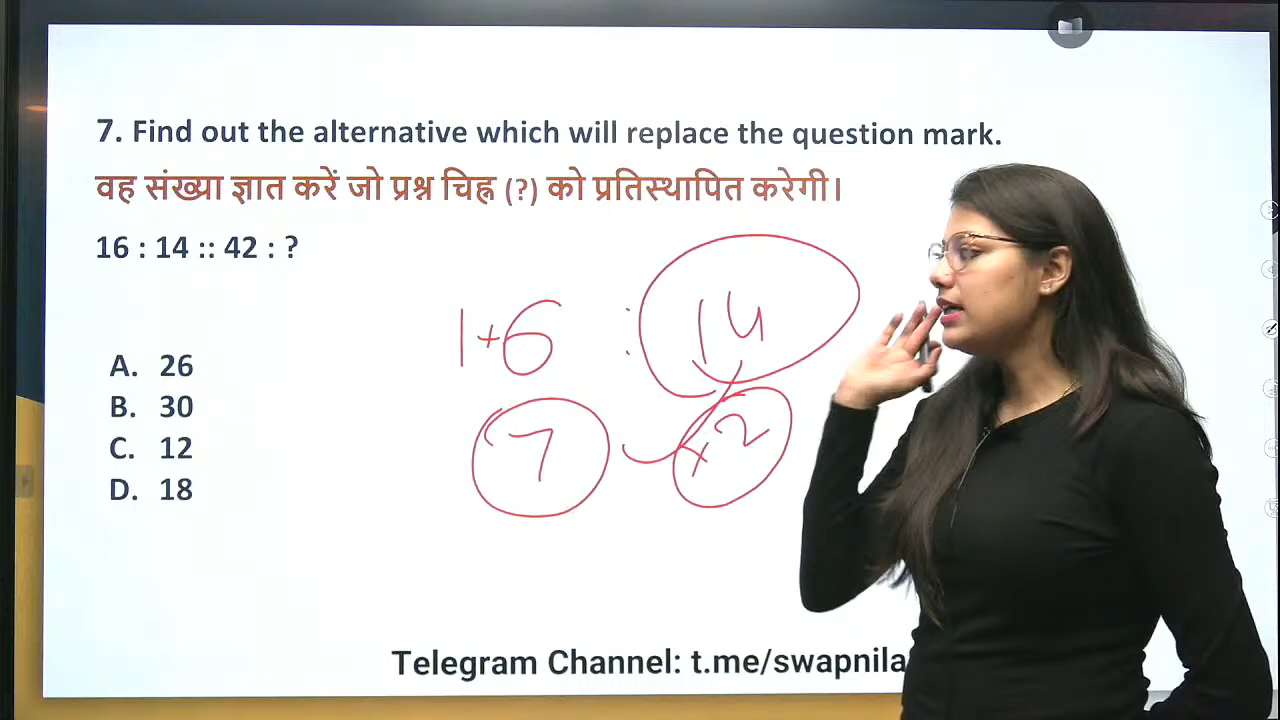 7. Find out the alternative which will replace the question mark.
वह संख्या ज्ञात करें जो प्रश्न चिह्न (?) को प्रतिस्थापित करेगी।
16 : 14 :: 42 : ?
1+6 : 14
A. 26
B. 30
C. 12
D. 18
7 ×2
Telegram Channel: t.me/swapnila